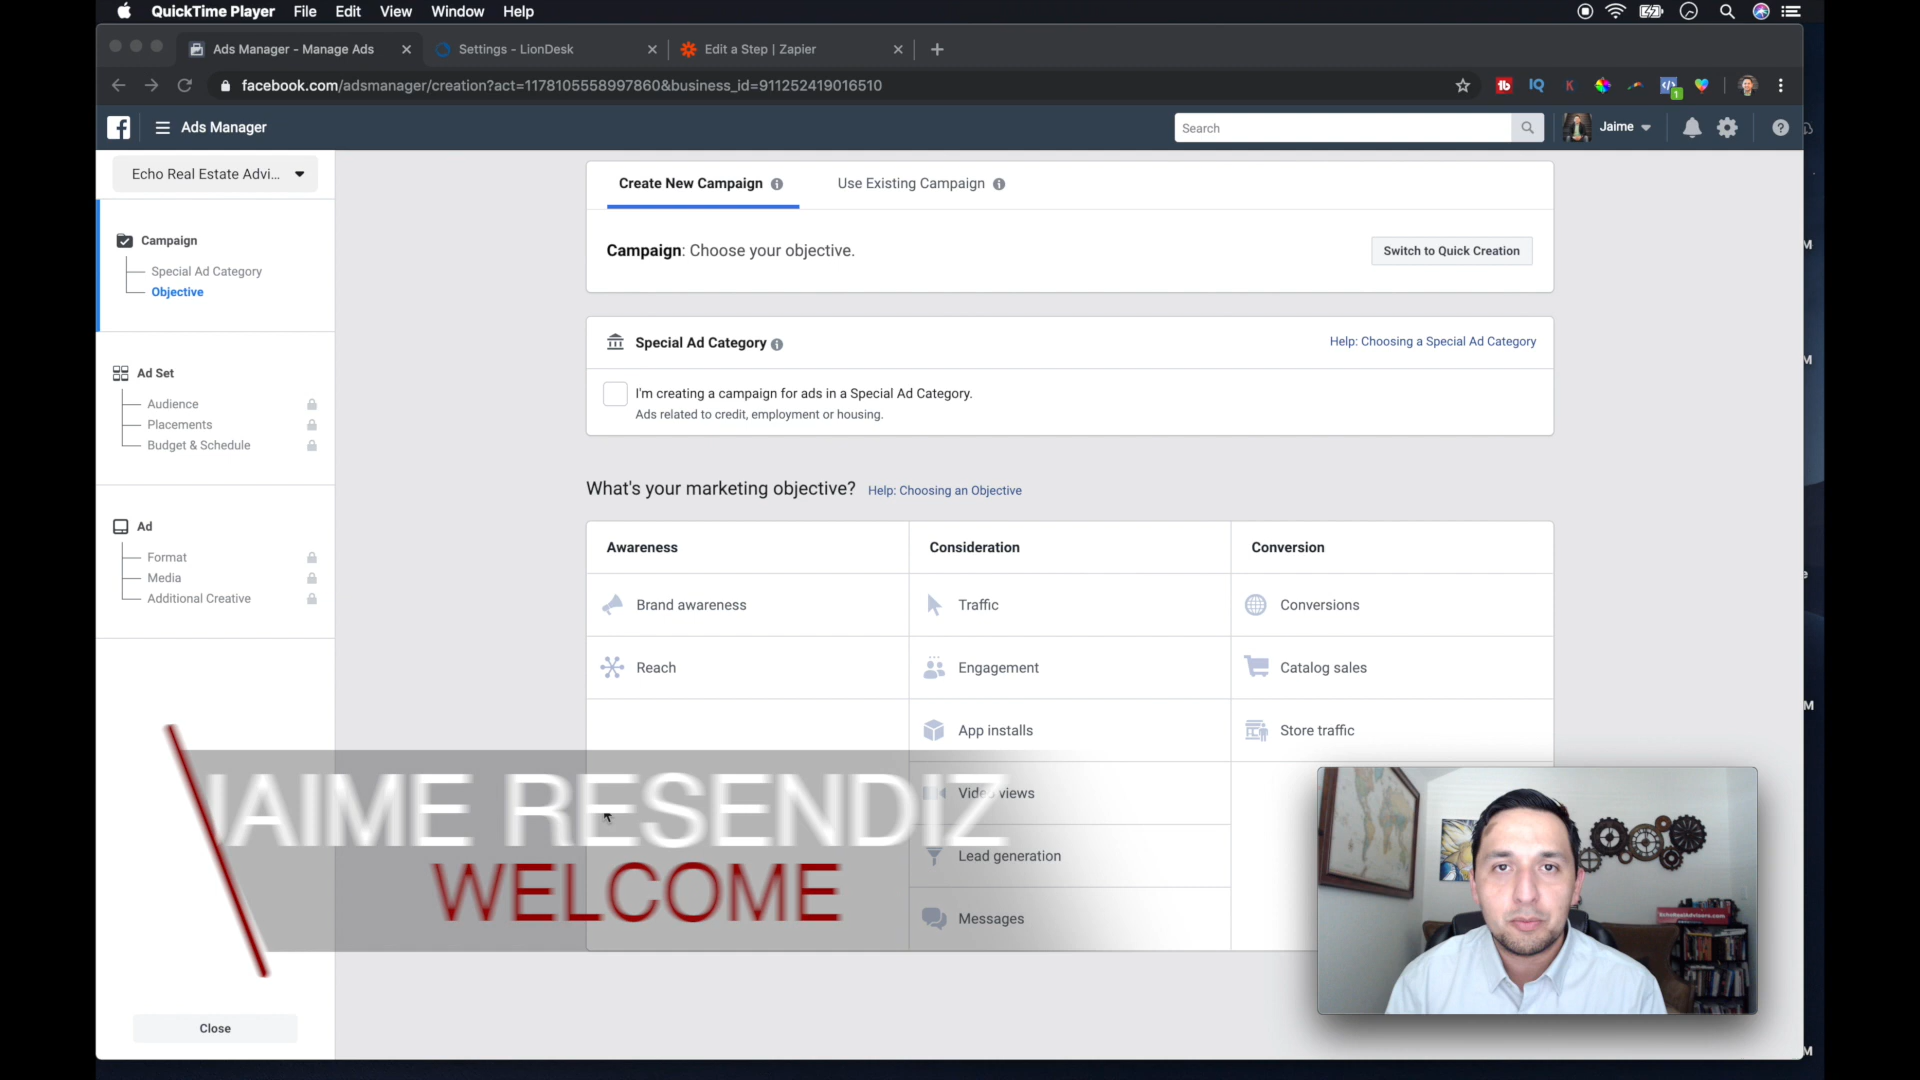 QuickTime Player File Edit View Window Help
Ads Manager - Manage Ads
Settings - LionDesk
Edit a Step | Zapier
facebook.com/adsmanager/creation?act=1178105558997860&business_id=911252419016510
Ads Manager
Search
Jaime
Echo Real Estate Advi...
Campaign
Special Ad Category
Objective
Ad Set
Audience
Placements
Budget & Schedule
Ad
Format
Media
Additional Creative
Close
Create New Campaign
Use Existing Campaign
Campaign: Choose your objective.
Switch to Quick Creation
Special Ad Category
Help: Choosing a Special Ad Category
I'm creating a campaign for ads in a Special Ad Category.
Ads related to credit, employment or housing.
What's your marketing objective? Help: Choosing an Objective
Awareness
Consideration
Conversion
Brand awareness
Traffic
Conversions
Reach
Engagement
Catalog sales
App installs
Store traffic
Video views
Lead generation
Messages
JAIME RESENDIZ
WELCOME